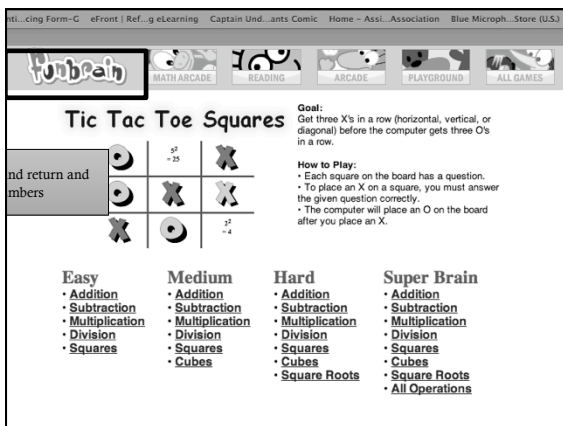 nti...cing Form-G eFront | Ref...g eLearning Captain Und...ants Comic Home – Assi...Association Blue Microph...Store (U.S.)
funbrain
MATH ARCADE READING ARCADE PLAYGROUND ALL GAMES
Tic Tac Toe Squares
O 5² = 25 X
O X X
X O 2² = 4
nd return and
mbers
Goal:
Get three X's in a row (horizontal, vertical, or
diagonal) before the computer gets three O's
in a row.
How to Play:
• Each square on the board has a question.
• To place an X on a square, you must answer
the given question correctly.
• The computer will place an O on the board
after you place an X.
Easy
• Addition
• Subtraction
• Multiplication
• Division
• Squares
Medium
• Addition
• Subtraction
• Multiplication
• Division
• Squares
• Cubes
Hard
• Addition
• Subtraction
• Multiplication
• Division
• Squares
• Cubes
• Square Roots
Super Brain
• Addition
• Subtraction
• Multiplication
• Division
• Squares
• Cubes
• Square Roots
• All Operations